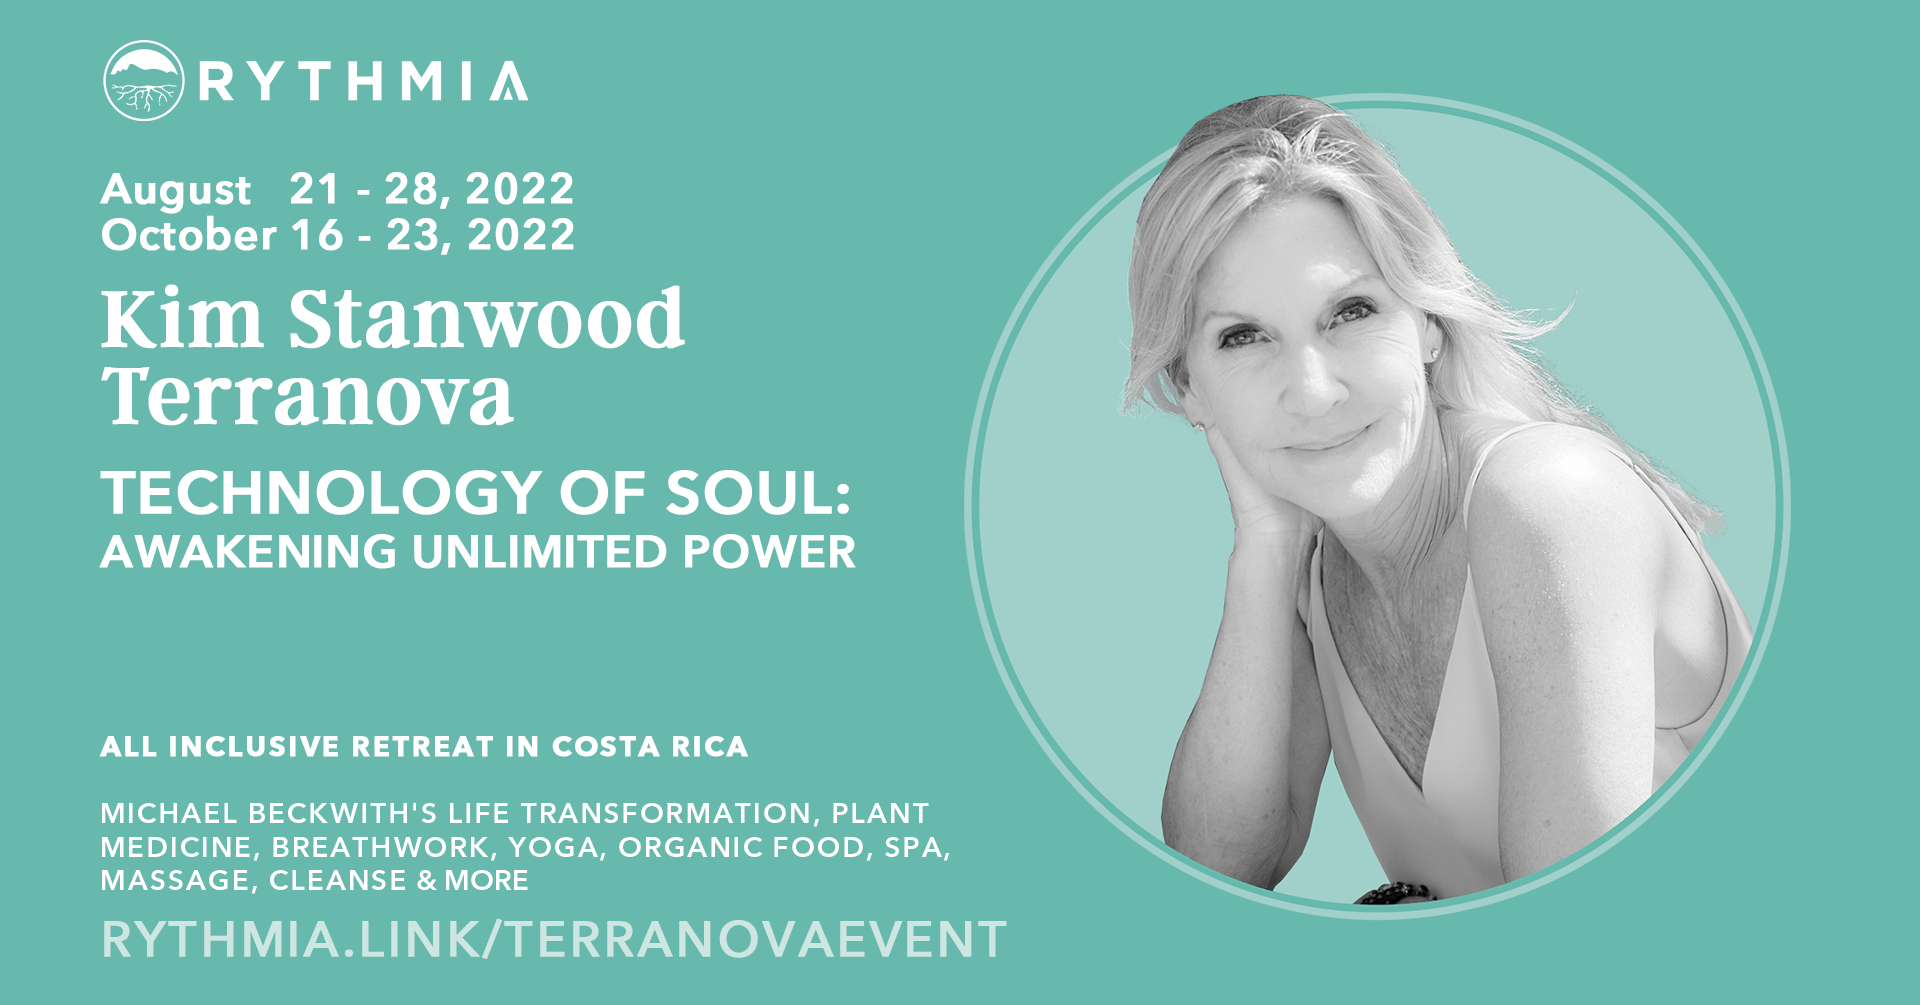 RYTHMIA
August 21 - 28, 2022
October 16 - 23, 2022
Kim Stanwood
Terranova
TECHNOLOGY OF SOUL:
AWAKENING UNLIMITED POWER
ALL INCLUSIVE RETREAT IN COSTA RICA
MICHAEL BECKWITH'S LIFE TRANSFORMATION, PLANT
MEDICINE, BREATHWORK, YOGA, ORGANIC FOOD, SPA,
MASSAGE, CLEANSE & MORE
RYTHMIA.LINK/TERRANOVAEVENT